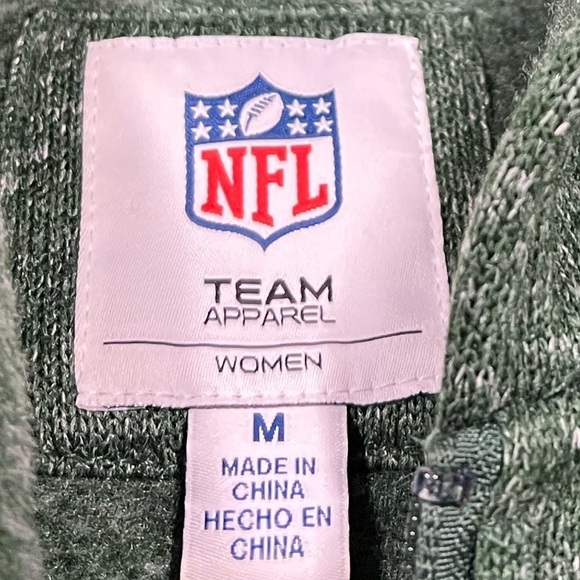 NFL
TEAM
APPAREL
WOMEN
M
MADE IN
CHINA
HECHO EN
CHINA